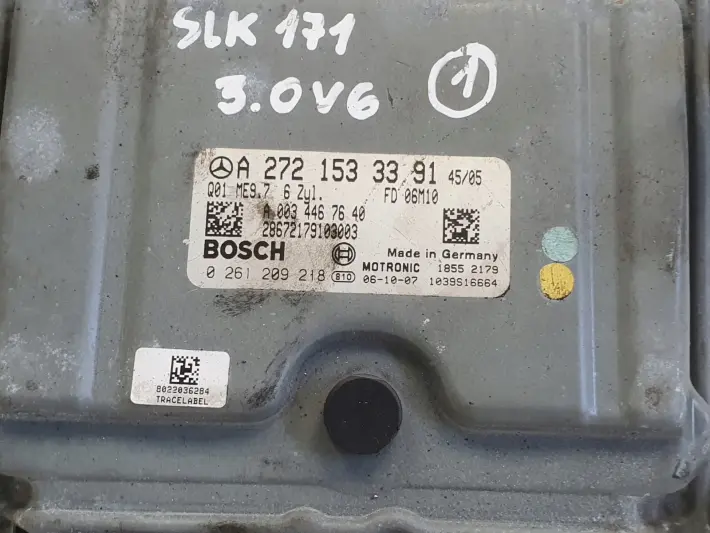 SLK 171
3.0V6 1
A 272 153 33 91 45/05
Q01 ME9.7 6 Zyl. FD 06M10
A 003 446 76 40
28672179103003
BOSCH Made in Germany
MOTRONIC 1855 2179
0 261 209 218 B10 06-10-07 1039S16664
8022036284
TRACELABEL